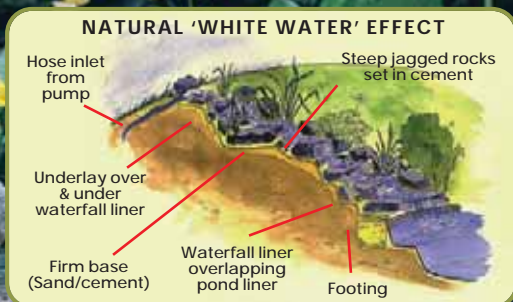 NATURAL 'WHITE WATER' EFFECT
Hose inlet
from
pump
Steep jagged rocks
set in cement
Underlay over
& under
waterfall liner
Firm base
(Sand/cement)
Waterfall liner
overlapping
pond liner
Footing